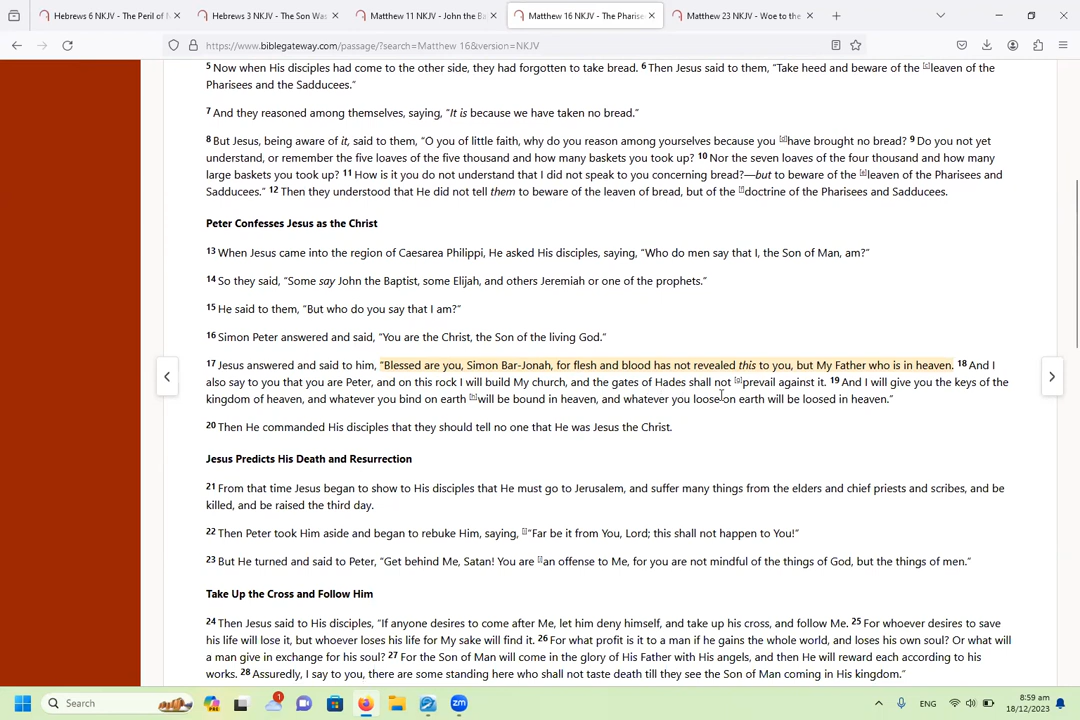 Hebrews 6 NKJV - The Peril of N
Hebrews 3 NKJV - The Son Was
Matthew 11 NKJV - John the Ba
Matthew 16 NKJV - The Pharise
Matthew 23 NKJV - Woe to the
https://www.biblegateway.com/passage/?search=Matthew 16&version=NKJV
5 Now when His disciples had come to the other side, they had forgotten to take bread. 6 Then Jesus said to them, “Take heed and beware of the [c]leaven of the
Pharisees and the Sadducees.”
7 And they reasoned among themselves, saying, “It is because we have taken no bread.”
8 But Jesus, being aware of it, said to them, “O you of little faith, why do you reason among yourselves because you [d]have brought no bread? 9 Do you not yet
understand, or remember the five loaves of the five thousand and how many baskets you took up? 10 Nor the seven loaves of the four thousand and how many
large baskets you took up? 11 How is it you do not understand that I did not speak to you concerning bread?—but to beware of the [e]leaven of the Pharisees and
Sadducees.” 12 Then they understood that He did not tell them to beware of the leaven of bread, but of the [f]doctrine of the Pharisees and Sadducees.
Peter Confesses Jesus as the Christ
13 When Jesus came into the region of Caesarea Philippi, He asked His disciples, saying, “Who do men say that I, the Son of Man, am?”
14 So they said, “Some say John the Baptist, some Elijah, and others Jeremiah or one of the prophets.”
15 He said to them, “But who do you say that I am?”
16 Simon Peter answered and said, “You are the Christ, the Son of the living God.”
17 Jesus answered and said to him, “Blessed are you, Simon Bar-Jonah, for flesh and blood has not revealed this to you, but My Father who is in heaven. 18 And I
also say to you that you are Peter, and on this rock I will build My church, and the gates of Hades shall not [g]prevail against it. 19 And I will give you the keys of the
kingdom of heaven, and whatever you bind on earth [h]will be bound in heaven, and whatever you loose on earth will be loosed in heaven.”
20 Then He commanded His disciples that they should tell no one that He was Jesus the Christ.
Jesus Predicts His Death and Resurrection
21 From that time Jesus began to show to His disciples that He must go to Jerusalem, and suffer many things from the elders and chief priests and scribes, and be
killed, and be raised the third day.
22 Then Peter took Him aside and began to rebuke Him, saying, [i]“Far be it from You, Lord; this shall not happen to You!”
23 But He turned and said to Peter, “Get behind Me, Satan! You are [j]an offense to Me, for you are not mindful of the things of God, but the things of men.”
Take Up the Cross and Follow Him
24 Then Jesus said to His disciples, “If anyone desires to come after Me, let him deny himself, and take up his cross, and follow Me. 25 For whoever desires to save
his life will lose it, but whoever loses his life for My sake will find it. 26 For what profit is it to a man if he gains the whole world, and loses his own soul? Or what will
a man give in exchange for his soul? 27 For the Son of Man will come in the glory of His Father with His angels, and then He will reward each according to his
works. 28 Assuredly, I say to you, there are some standing here who shall not taste death till they see the Son of Man coming in His kingdom.”
Search
PRE
1
zm
ENG
8:59 am
18/12/2023